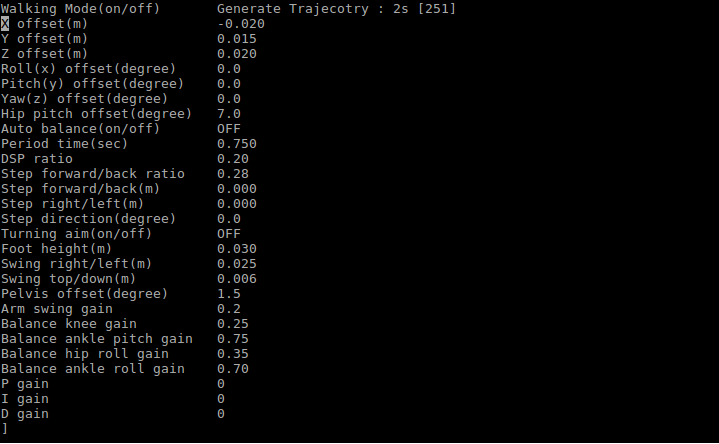 Walking Mode(on/off) Generate Trajecotry : 2s [251]
X offset(m) -0.020
Y offset(m) 0.015
Z offset(m) 0.020
Roll(x) offset(degree) 0.0
Pitch(y) offset(degree) 0.0
Yaw(z) offset(degree) 0.0
Hip pitch offset(degree) 7.0
Auto balance(on/off) OFF
Period time(sec) 0.750
DSP ratio 0.20
Step forward/back ratio 0.28
Step forward/back(m) 0.000
Step right/left(m) 0.000
Step direction(degree) 0.0
Turning aim(on/off) OFF
Foot height(m) 0.030
Swing right/left(m) 0.025
Swing top/down(m) 0.006
Pelvis offset(degree) 1.5
Arm swing gain 0.2
Balance knee gain 0.25
Balance ankle pitch gain 0.75
Balance hip roll gain 0.35
Balance ankle roll gain 0.70
P gain 0
I gain 0
D gain 0
]